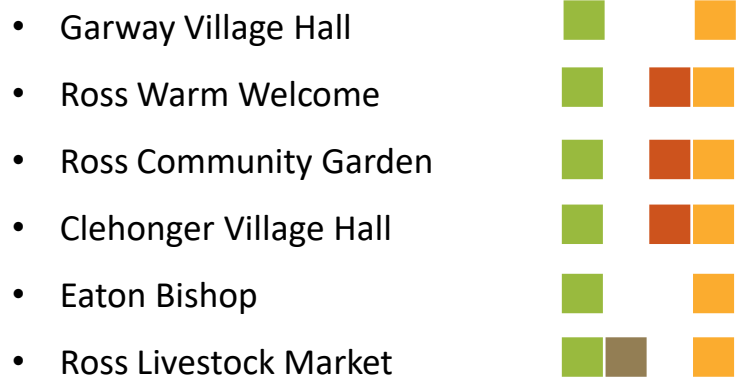 • Garway Village Hall
• Ross Warm Welcome
• Ross Community Garden
• Clehonger Village Hall
• Eaton Bishop
• Ross Livestock Market